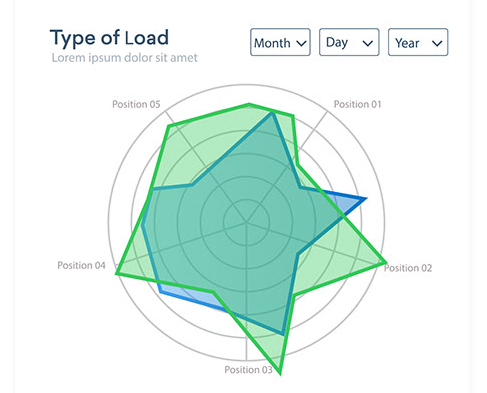 Type of Load
Lorem ipsum dolor sit amet
Month
Day
Year
Position 05
Position 01
Position 04
Position 02
Position 03